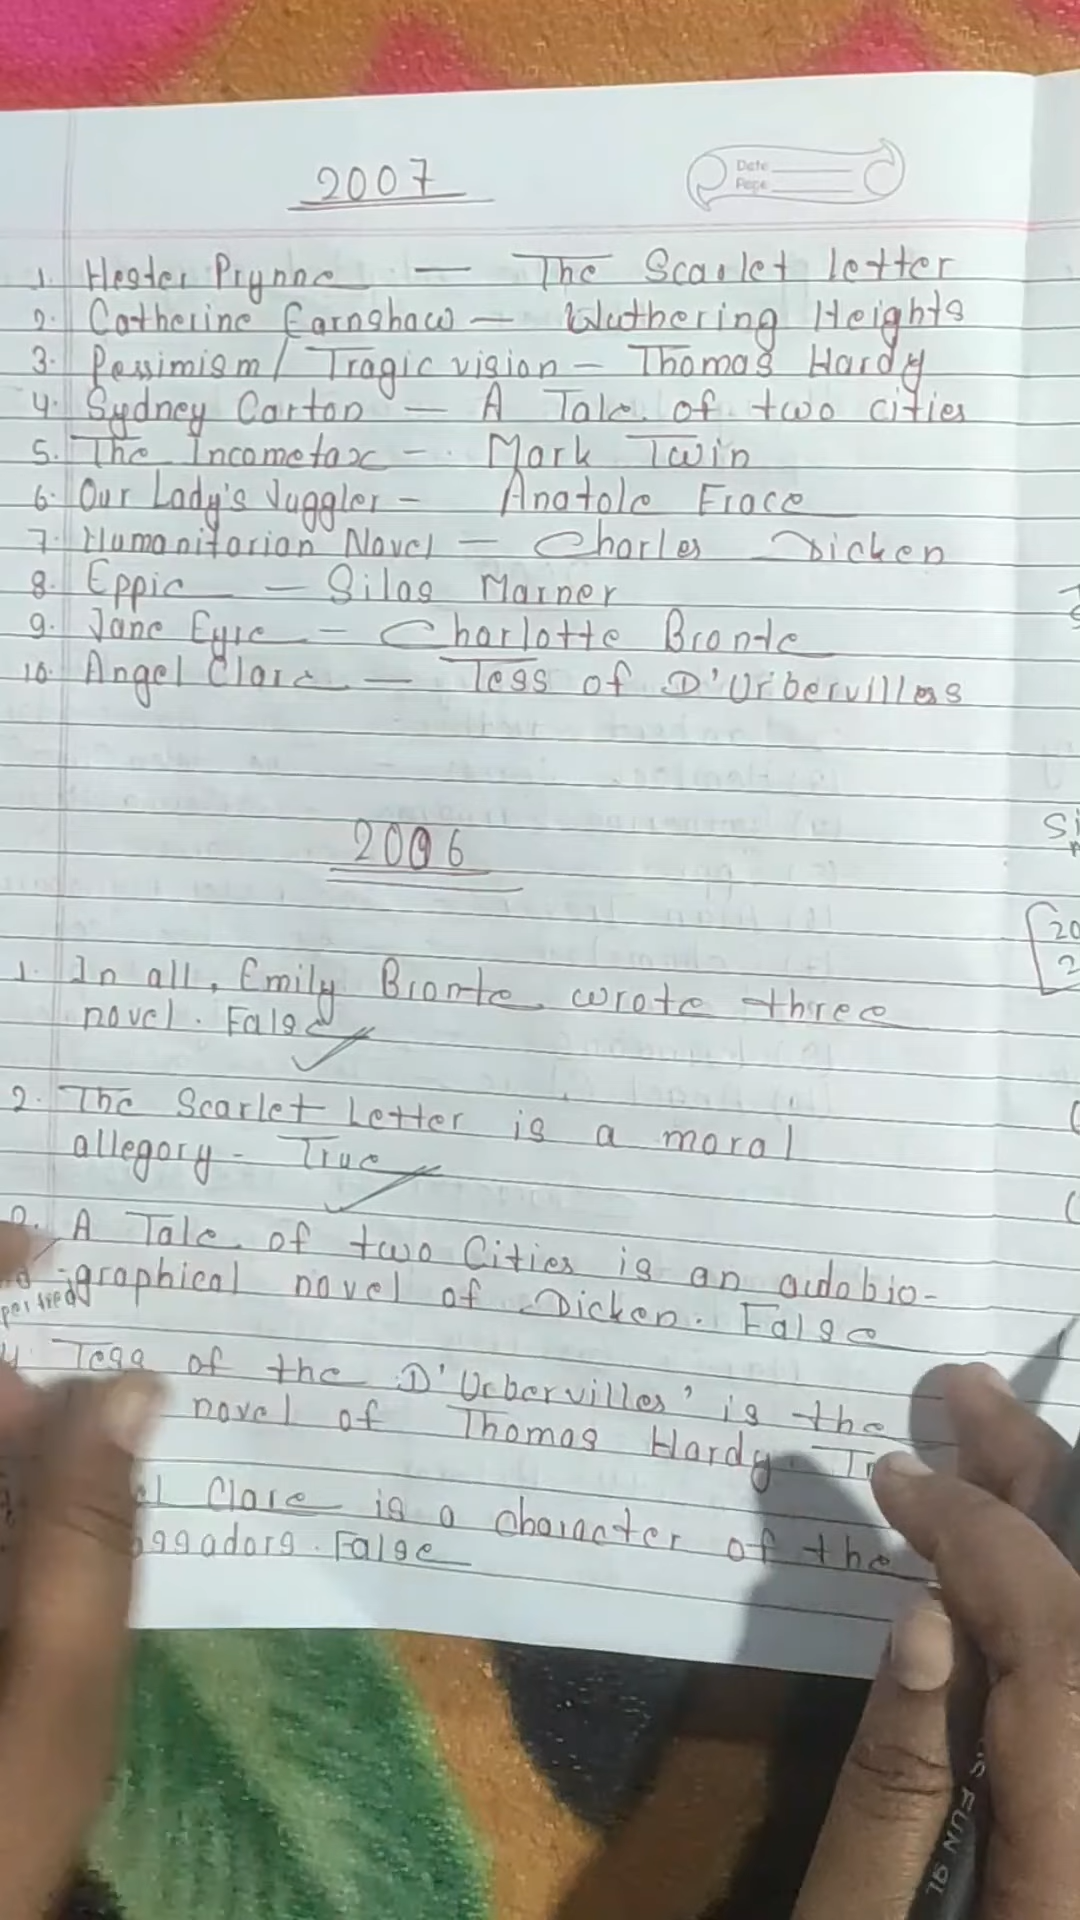 2007
Date
Page
1. Hester Prynne — The Scarlet letter
2. Catherine Earnshaw — Wuthering Heights
3. Pessimism / Tragic vision — Thomas Hardy
4. Sydney Carton — A Tale of two cities
5. The Incometax - Mark Twin
6. Our Lady's Juggler - Anatole Frace
7. Humanitarian Novel — Charles Dicken
8. Eppie — Silas Marner
9. Jane Eyre — Charlotte Bronte
10. Angel Clare — Tess of D'Urbervilles
2006
1. In all, Emily Bronte wrote three
novel. False
2. The Scarlet Letter is a moral
allegory - True
A Tale of two Cities is an autobio-
graphical novel of Dicken. False
Tess of the D'Urbervilles' is the
novel of Thomas Hardy.
Clare is a character of the
False
FUN GL